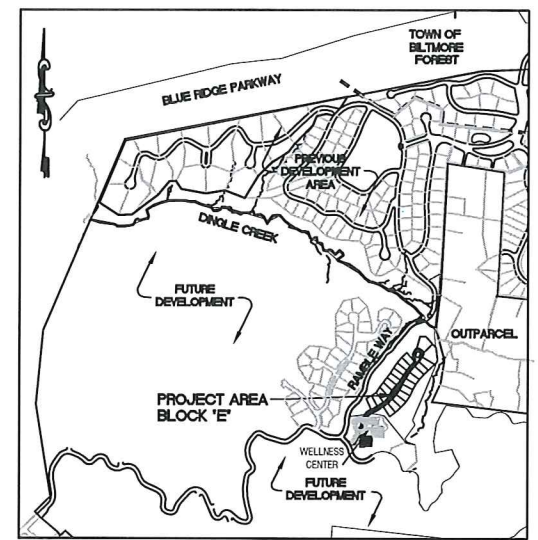 TOWN OF
BILTMORE
FOREST
BLUE RIDGE PARKWAY
PREVIOUS
DEVELOPMENT
AREA
DINGLE CREEK
FUTURE
DEVELOPMENT
OUTPARCEL
RAMBLE WAY
PROJECT AREA
BLOCK "E"
WELLNESS
CENTER
FUTURE
DEVELOPMENT